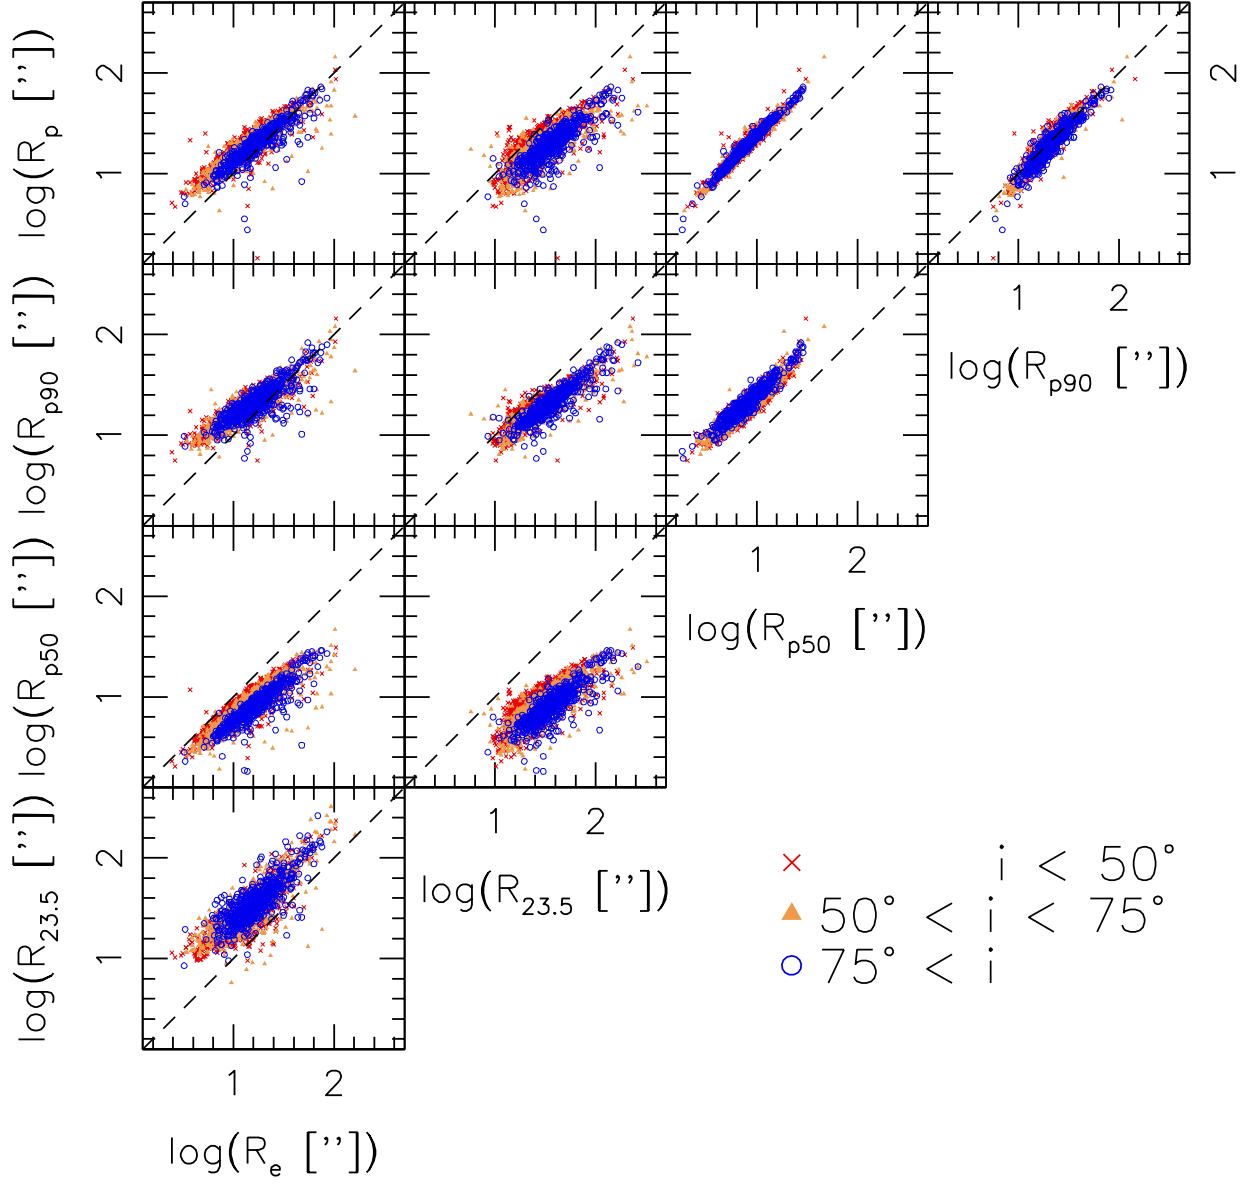 log(R_p ['']) 2 1
2 1
log(R_p90 ['']) 2 1
1 2
log(R_p90 [''])
log(R_p50 ['']) 2 1
1 2
log(R_p50 [''])
log(R_23.5 ['']) 2 1
1 2
log(R_23.5 [''])
i < 50°
50° < i < 75°
75° < i
1 2
log(R_e [''])